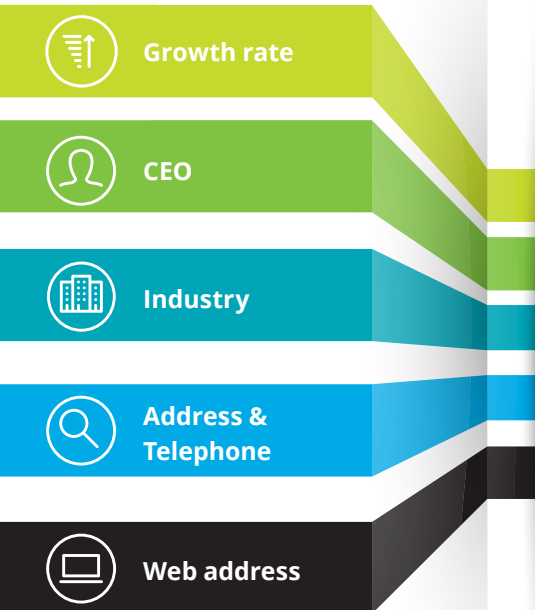 Growth rate
CEO
Industry
Address &
Telephone
Web address